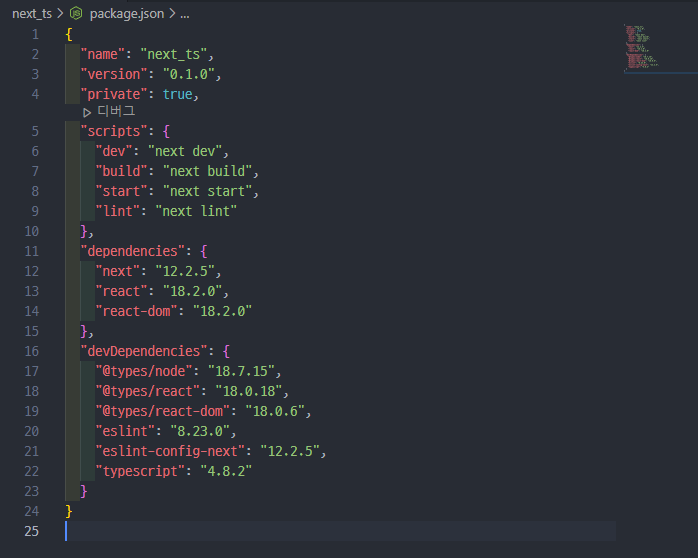 next_ts > package.json > ...
1 {
2 "name": "next_ts",
3 "version": "0.1.0",
4 "private": true,
디버그
5 "scripts": {
6 "dev": "next dev",
7 "build": "next build",
8 "start": "next start",
9 "lint": "next lint"
10 },
11 "dependencies": {
12 "next": "12.2.5",
13 "react": "18.2.0",
14 "react-dom": "18.2.0"
15 },
16 "devDependencies": {
17 "@types/node": "18.7.15",
18 "@types/react": "18.0.18",
19 "@types/react-dom": "18.0.6",
20 "eslint": "8.23.0",
21 "eslint-config-next": "12.2.5",
22 "typescript": "4.8.2"
23 }
24 }
25